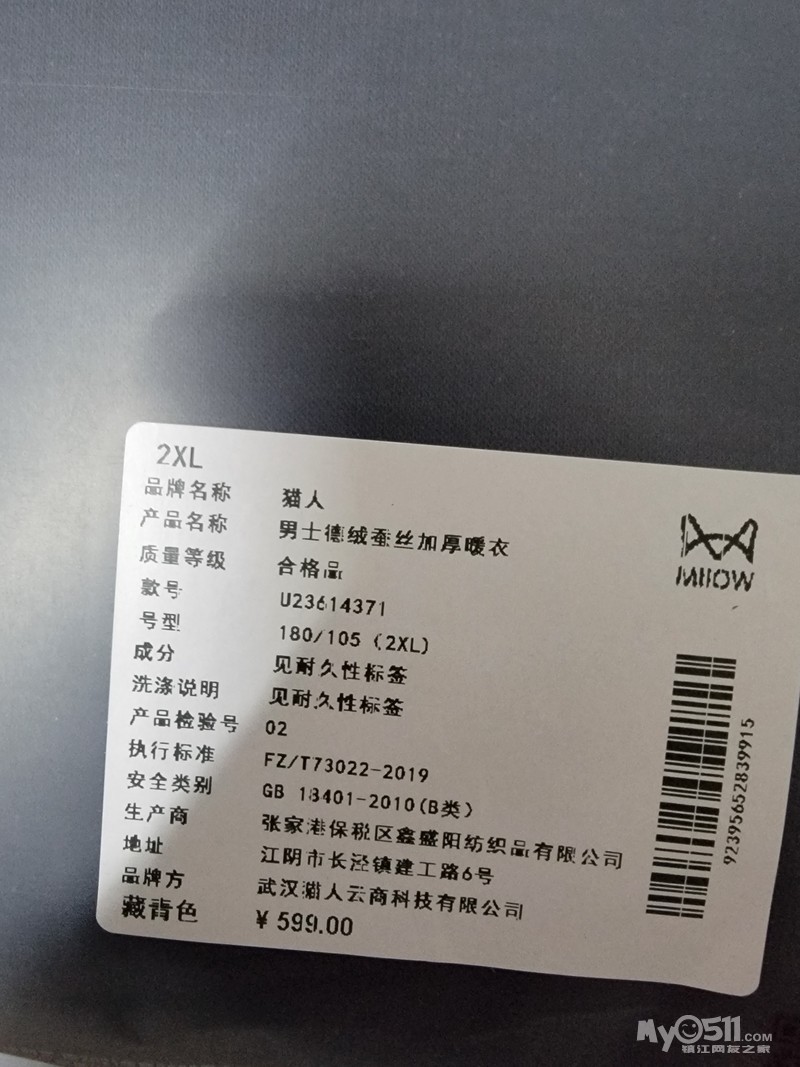 2XL
品牌名称 猫人
产品名称 男士德绒蚕丝加厚暖衣
质量等级 合格品
款号 U23614371
号型 180/105 (2XL)
成分 见耐久性标签
洗涤说明 见耐久性标签
产品检验号 02
执行标准 FZ/T73022-2019
安全类别 GB 18401-2010(B类)
生产商 张家港保税区鑫盛阳纺织品有限公司
地址 江阴市长泾镇建工路6号
品牌方 武汉猫人云商科技有限公司
藏青色 ¥ 599.00
MIIOW
92395652839915
My0511.COM
镇江网友之家